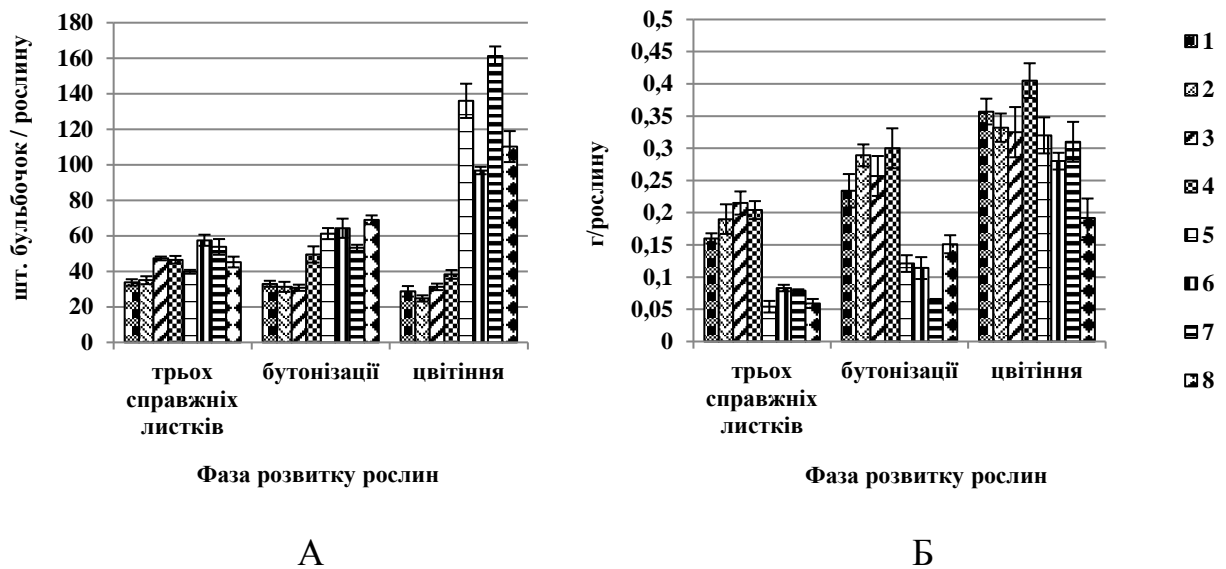 шт. бульбочок / рослину
180
160
140
120
100
80
60
40
20
0
трьох
справжніх
листків
бутонізації
цвітіння
Фаза розвитку рослин
А
г/рослину
0,5
0,45
0,4
0,35
0,3
0,25
0,2
0,15
0,1
0,05
0
трьох
справжніх
листків
бутонізації
цвітіння
Фаза розвитку рослин
Б
1
2
3
4
5
6
7
8